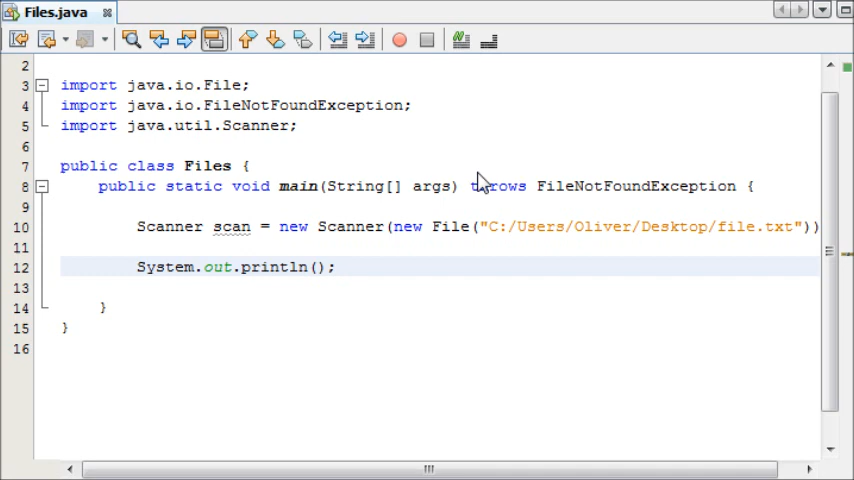 Files.java
2
3 import java.io.File;
4 import java.io.FileNotFoundException;
5 import java.util.Scanner;
6
7 public class Files {
8 public static void main(String[] args) throws FileNotFoundException {
9
10 Scanner scan = new Scanner(new File("C:/Users/Oliver/Desktop/file.txt"))
11
12 System.out.println();
13
14 }
15 }
16